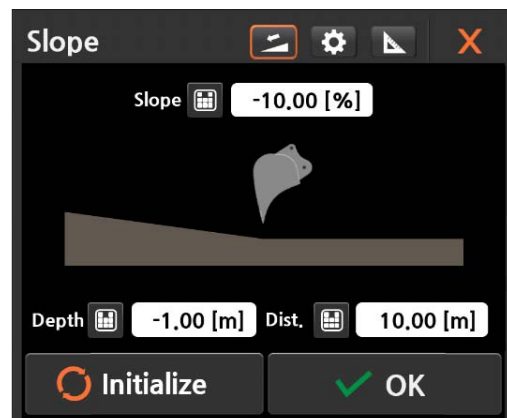 Slope X
Slope -10.00 [%]
Depth -1.00 [m] Dist. 10.00 [m]
Initialize OK